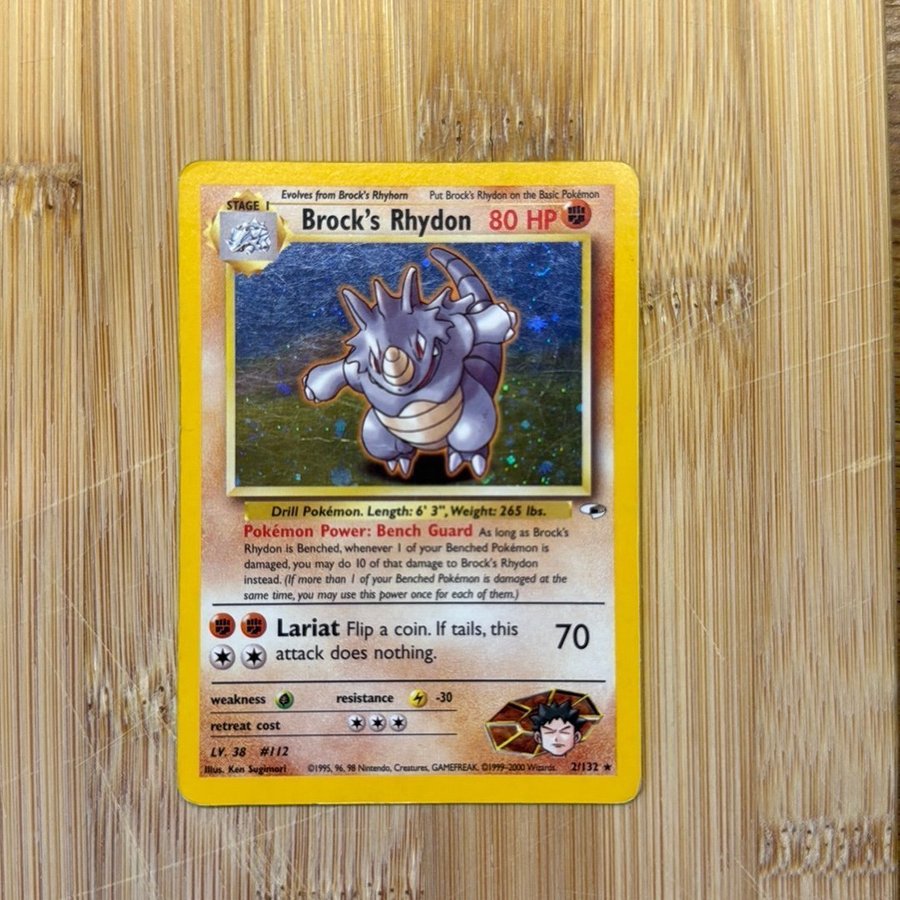 Evolves from Brock's Rhyhorn Put Brock's Rhydon on the Basic Pokémon
STAGE 1
Brock's Rhydon 80 HP
Drill Pokémon. Length: 6' 3", Weight: 265 lbs.
Pokémon Power: Bench Guard As long as Brock's
Rhydon is Benched, whenever 1 of your Benched Pokémon is
damaged, you may do 10 of that damage to Brock's Rhydon
instead. (If more than 1 of your Benched Pokémon is damaged at the
same time, you may use this power once for each of them.)
Lariat Flip a coin. If tails, this 70
attack does nothing.
weakness resistance -30
retreat cost
LV. 38 #112
Illus. Ken Sugimori ©1995, 96, 98 Nintendo, Creatures, GAMEFREAK. ©1999-2000 Wizards. 2/132 ★